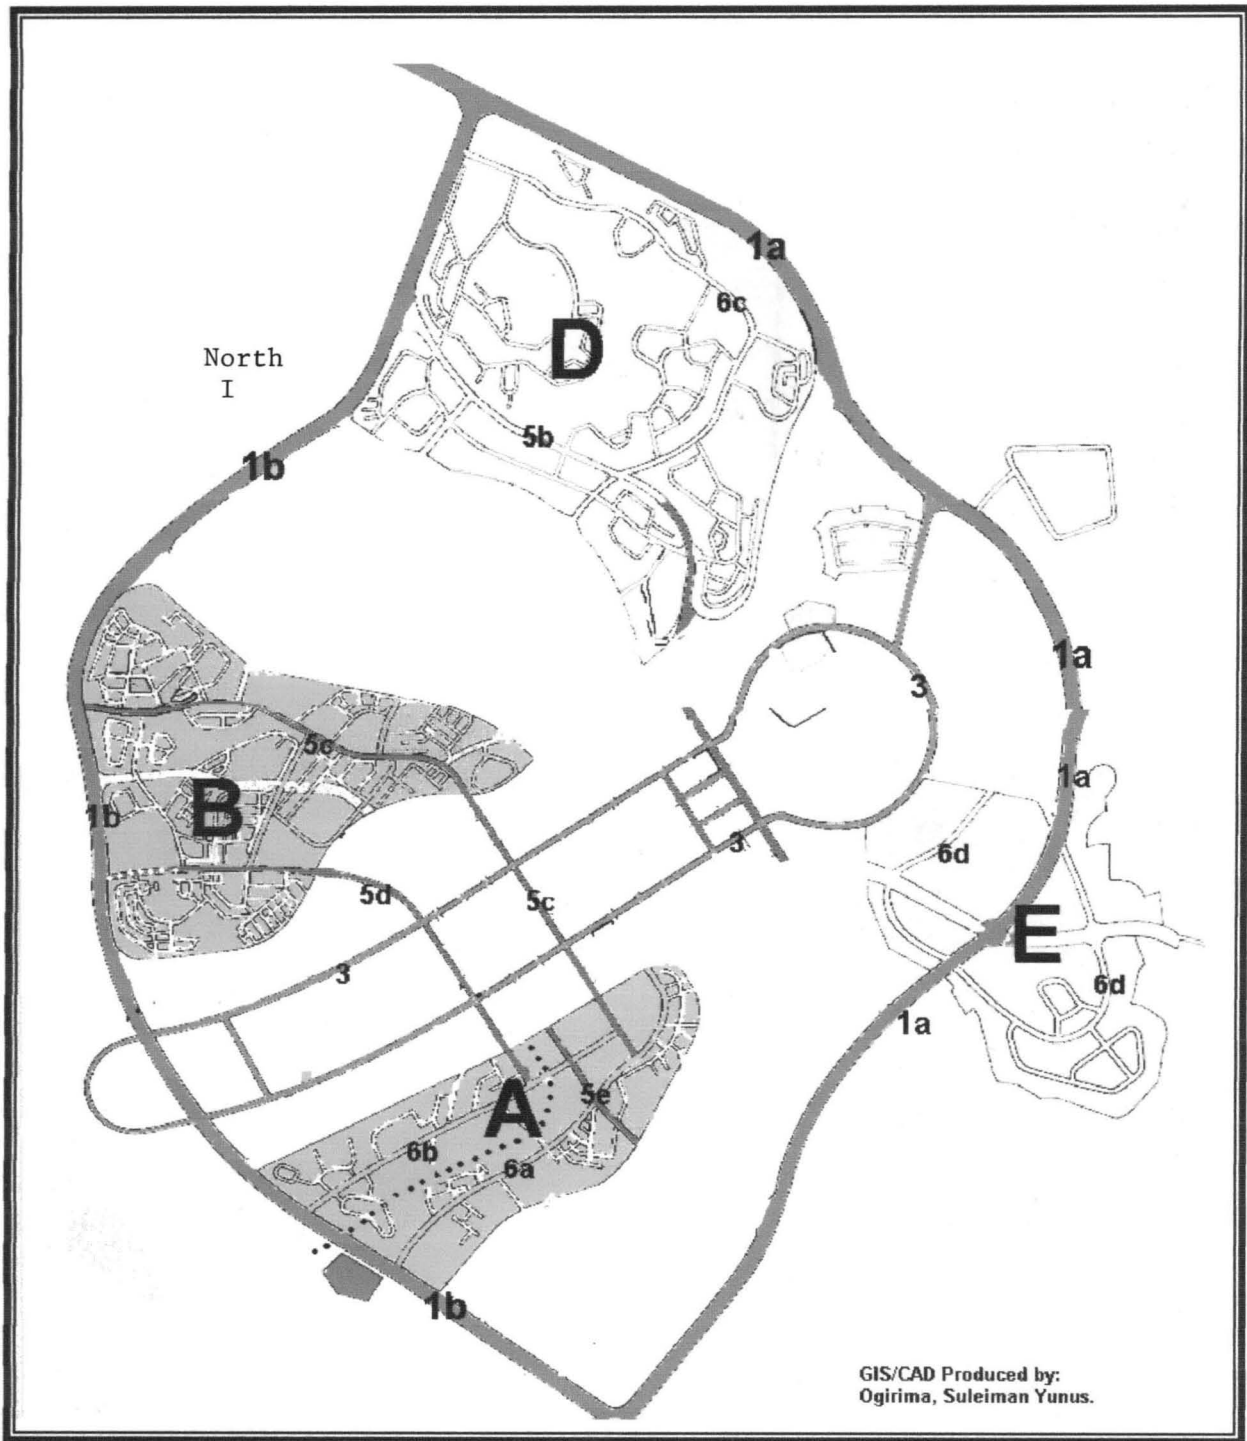 1a
6c
D
North
I
5b
1b
1a
3
5c
1a
B
1b
3
6d
5d
5c
E
3
6d
1a
A
5e
6b
6a
1b
GIS/CAD Produced by:
Ogirima, Suleiman Yunus.